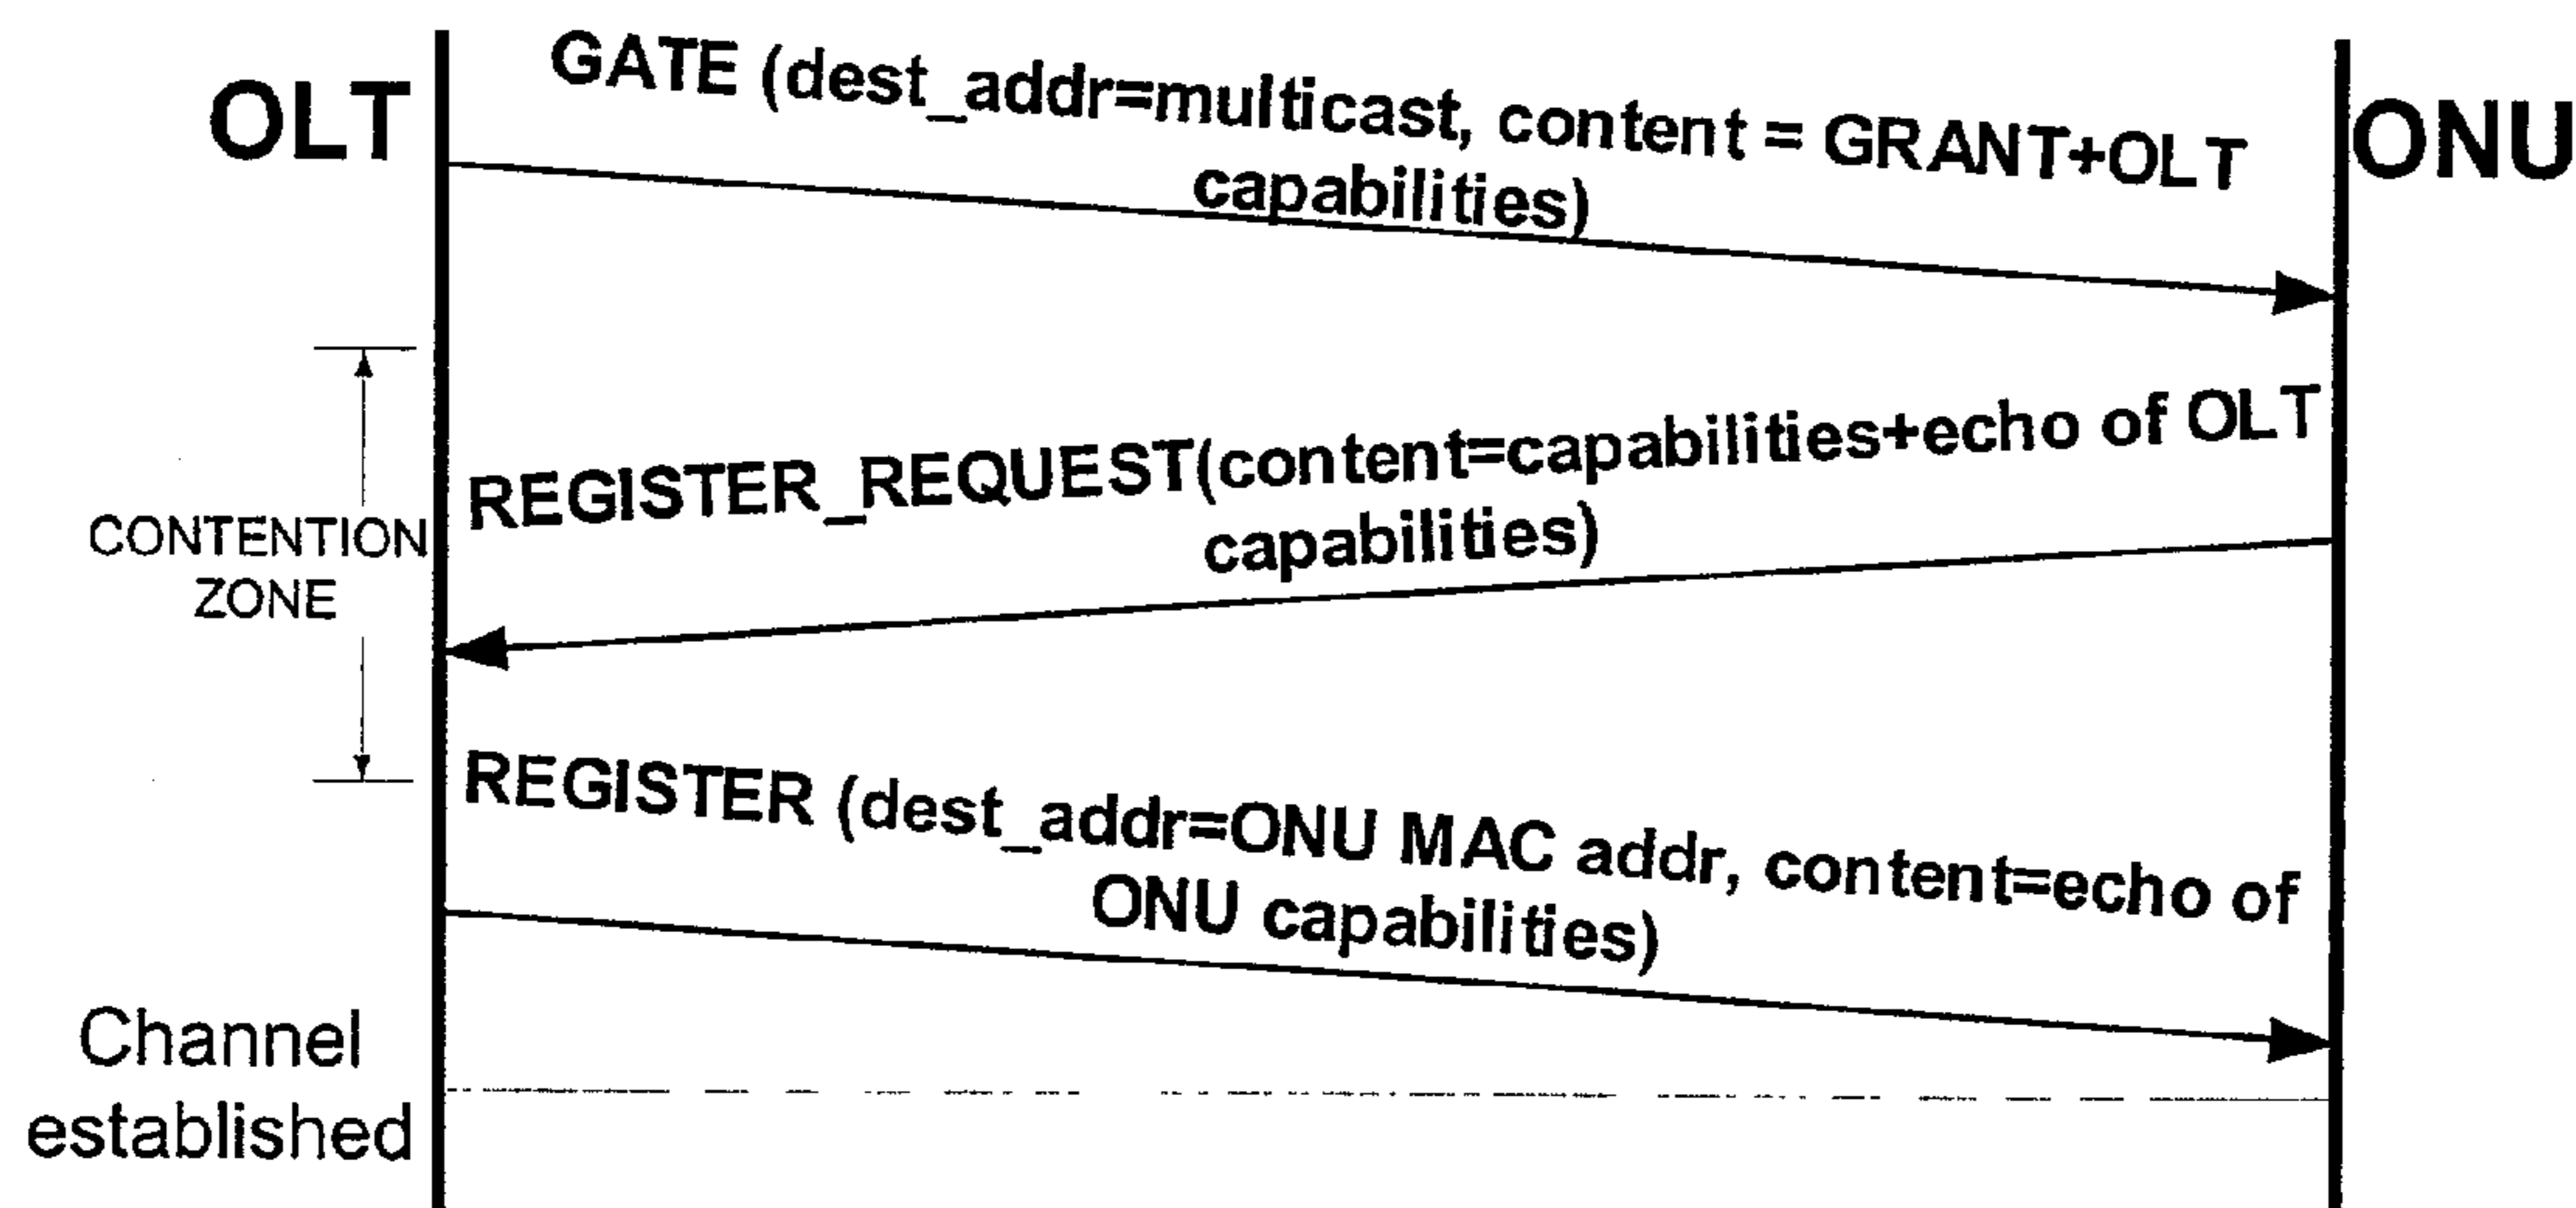 OLT
GATE (dest_addr=multicast, content = GRANT+OLT
capabilities)
ONU
REGISTER_REQUEST(content=capabilities+echo of OLT
capabilities)
CONTENTION
ZONE
REGISTER (dest_addr=ONU MAC addr, content=echo of
ONU capabilities)
Channel
established